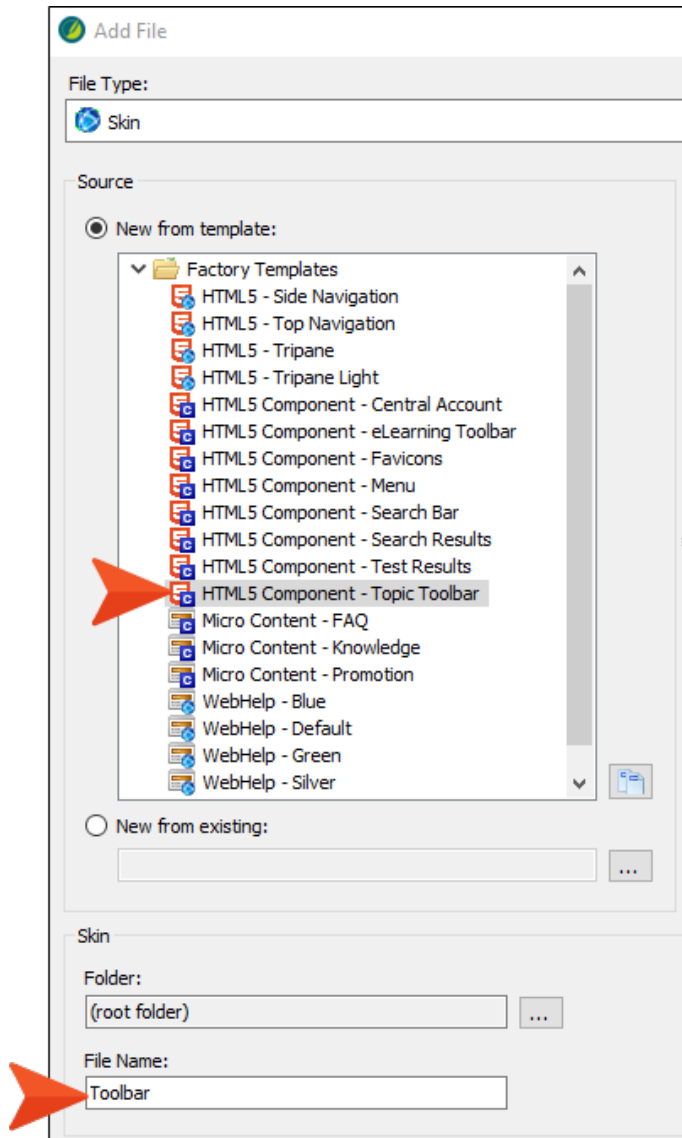 Add File
File Type:
Skin
Source
New from template:
Factory Templates
HTML5 - Side Navigation
HTML5 - Top Navigation
HTML5 - Tripane
HTML5 - Tripane Light
HTML5 Component - Central Account
HTML5 Component - eLearning Toolbar
HTML5 Component - Favicons
HTML5 Component - Menu
HTML5 Component - Search Bar
HTML5 Component - Search Results
HTML5 Component - Test Results
HTML5 Component - Topic Toolbar
Micro Content - FAQ
Micro Content - Knowledge
Micro Content - Promotion
WebHelp - Blue
WebHelp - Default
WebHelp - Green
WebHelp - Silver
New from existing:
...
Skin
Folder:
(root folder)
...
File Name:
Toolbar